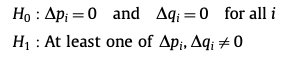 H₀ : Δpᵢ = 0 and Δqᵢ = 0 for all i
H₁ : At least one of Δpᵢ, Δqᵢ ≠ 0